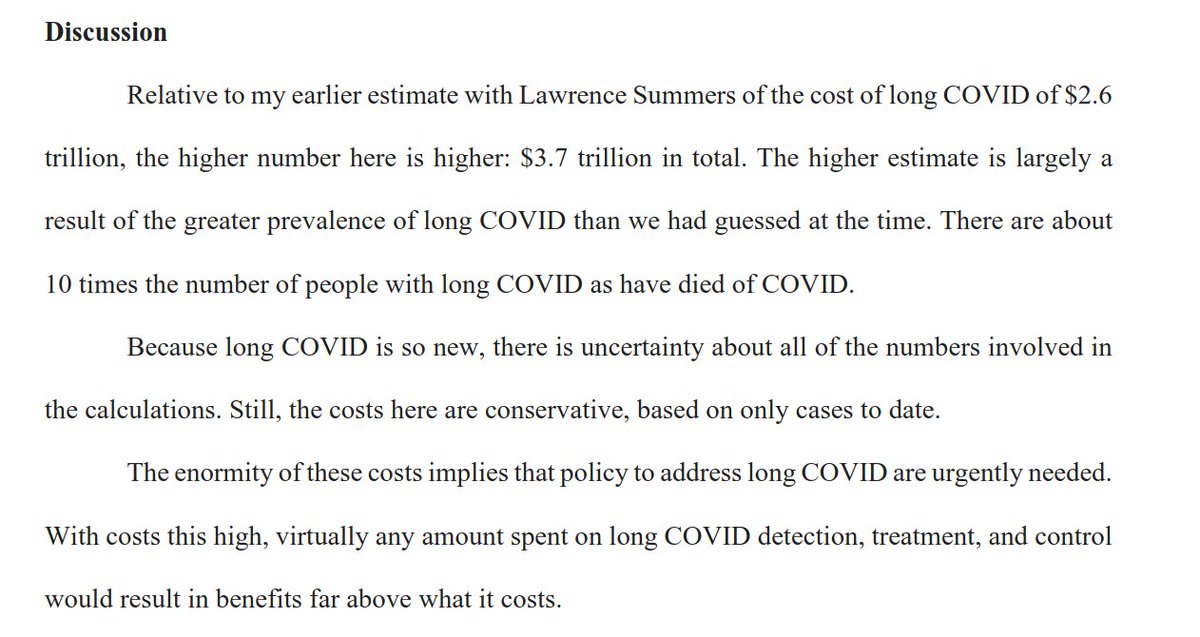 Discussion
Relative to my earlier estimate with Lawrence Summers of the cost of long COVID of $2.6
trillion, the higher number here is higher: $3.7 trillion in total. The higher estimate is largely a
result of the greater prevalence of long COVID than we had guessed at the time. There are about
10 times the number of people with long COVID as have died of COVID.
Because long COVID is so new, there is uncertainty about all of the numbers involved in
the calculations. Still, the costs here are conservative, based on only cases to date.
The enormity of these costs implies that policy to address long COVID are urgently needed.
With costs this high, virtually any amount spent on long COVID detection, treatment, and control
would result in benefits far above what it costs.